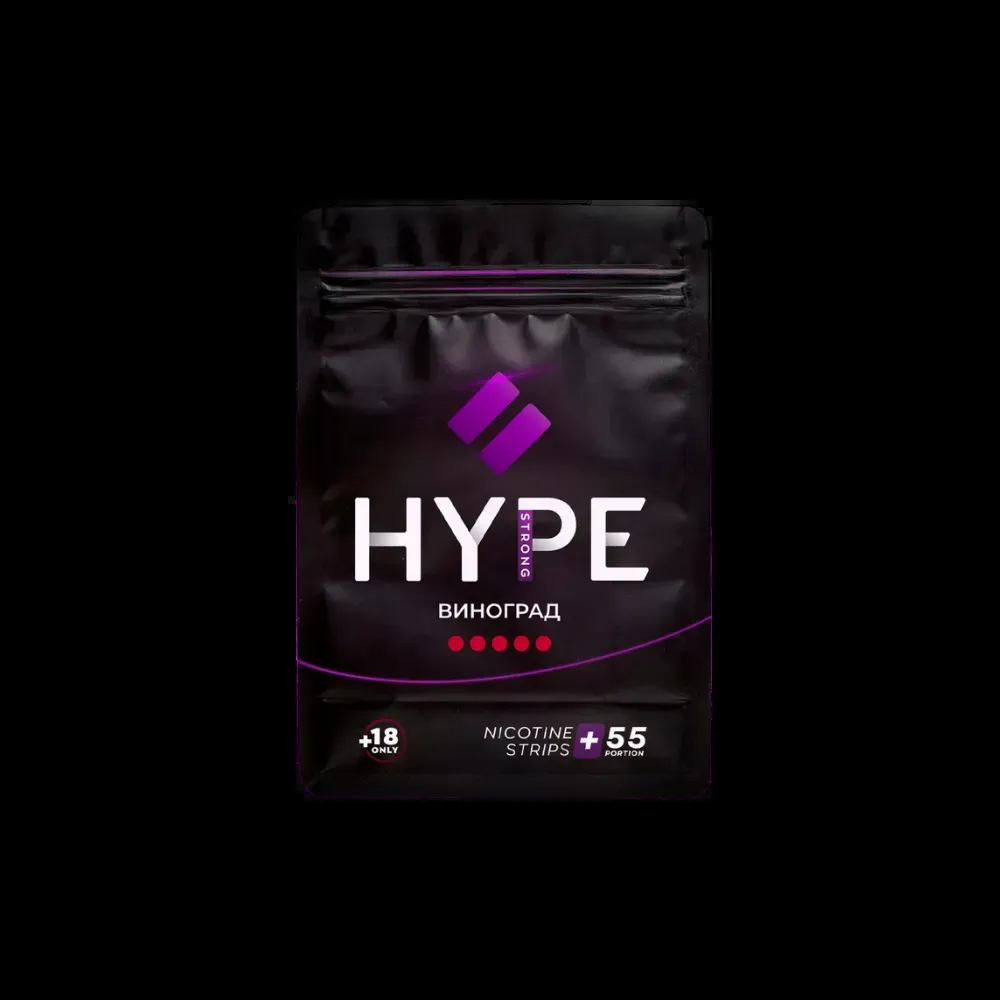 HYPE
STRONG
ВИНОГРАД
+18
ONLY
NICOTINE
STRIPS
+ 55
PORTION